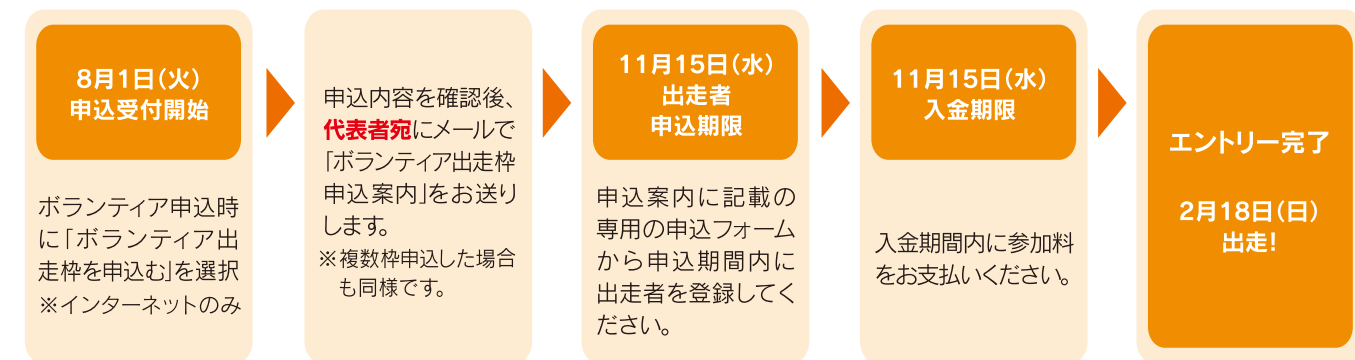 8月1日(火)
申込受付開始
ボランティア申込時
に「ボランティア出
走枠を申込む」を選択
※インターネットのみ
申込内容を確認後、
代表者宛にメールで
「ボランティア出走枠
申込案内」をお送り
します。
※複数枠申込した場合
も同様です。
11月15日(水)
出走者
申込期限
申込案内に記載の
専用の申込フォーム
から申込期間内に
出走者を登録してく
ださい。
11月15日(水)
入金期限
入金期間内に参加料
をお支払いください。
エントリー完了
2月18日(日)
出走!